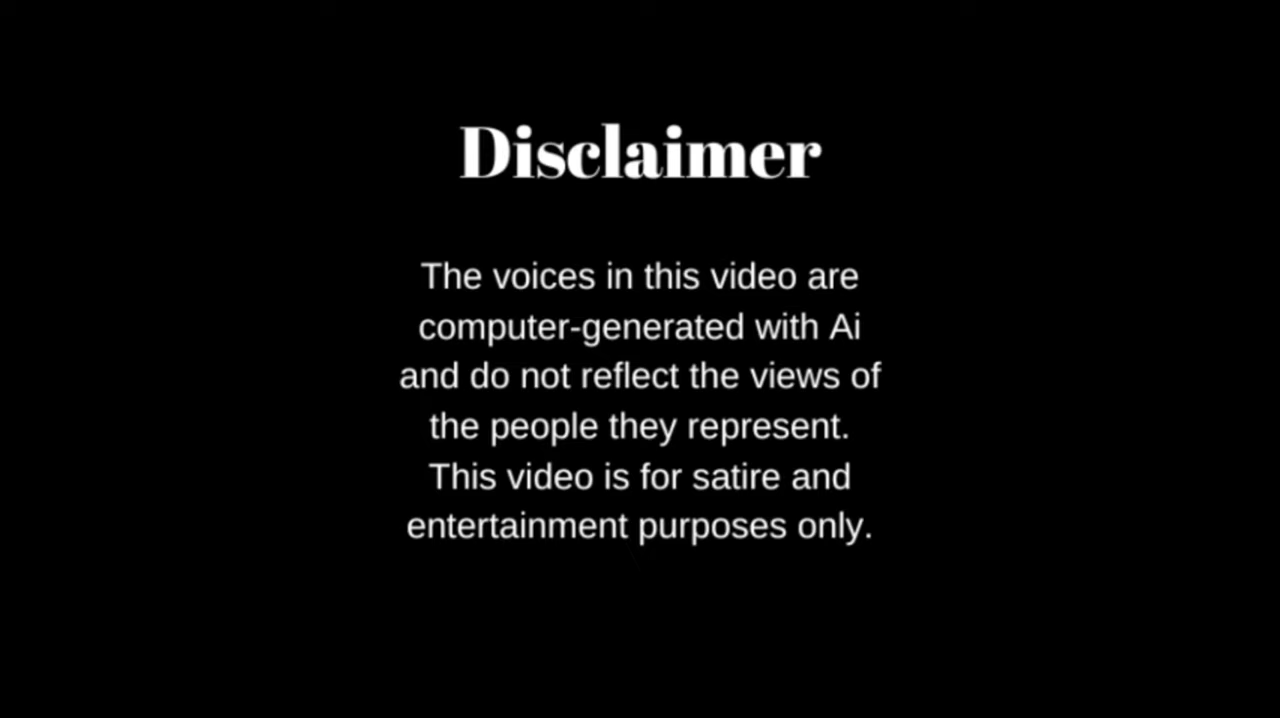 Disclaimer
The voices in this video are
computer-generated with Ai
and do not reflect the views of
the people they represent.
This video is for satire and
entertainment purposes only.